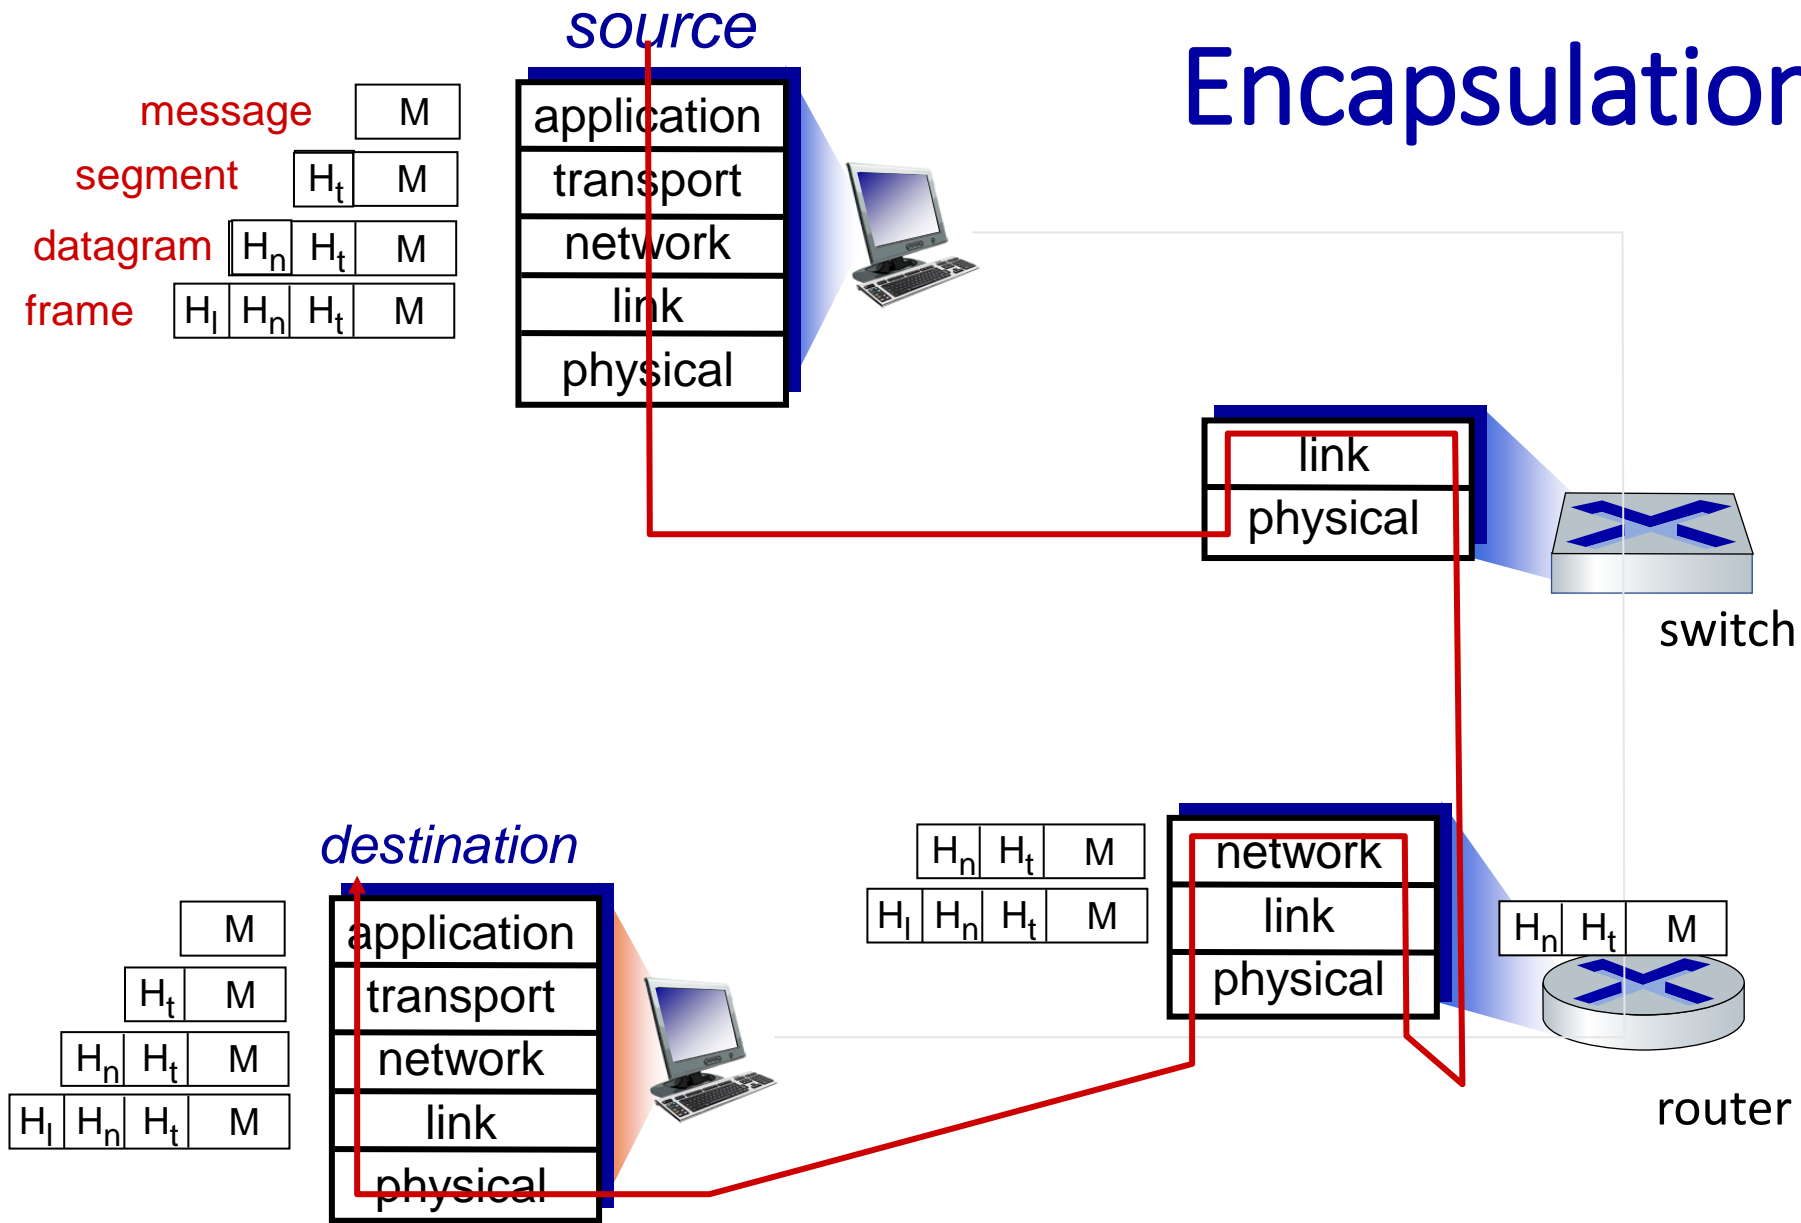 source
Encapsulation
message M
segment Ht M
datagram Hn Ht M
frame Hl Hn Ht M
application
transport
network
link
physical
link
physical
switch
destination
M
Ht M
Hn Ht M
Hl Hn Ht M
application
transport
network
link
physical
Hn Ht M
Hl Hn Ht M
network
link
physical
Hn Ht M
router